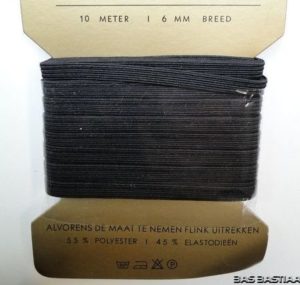 10 METER | 6 MM BREED
ALVORENS DE MAAT TE NEMEN FLINK UITREKKEN
55% POLYESTER | 45% ELASTODIEËN
BAS BASTIAA